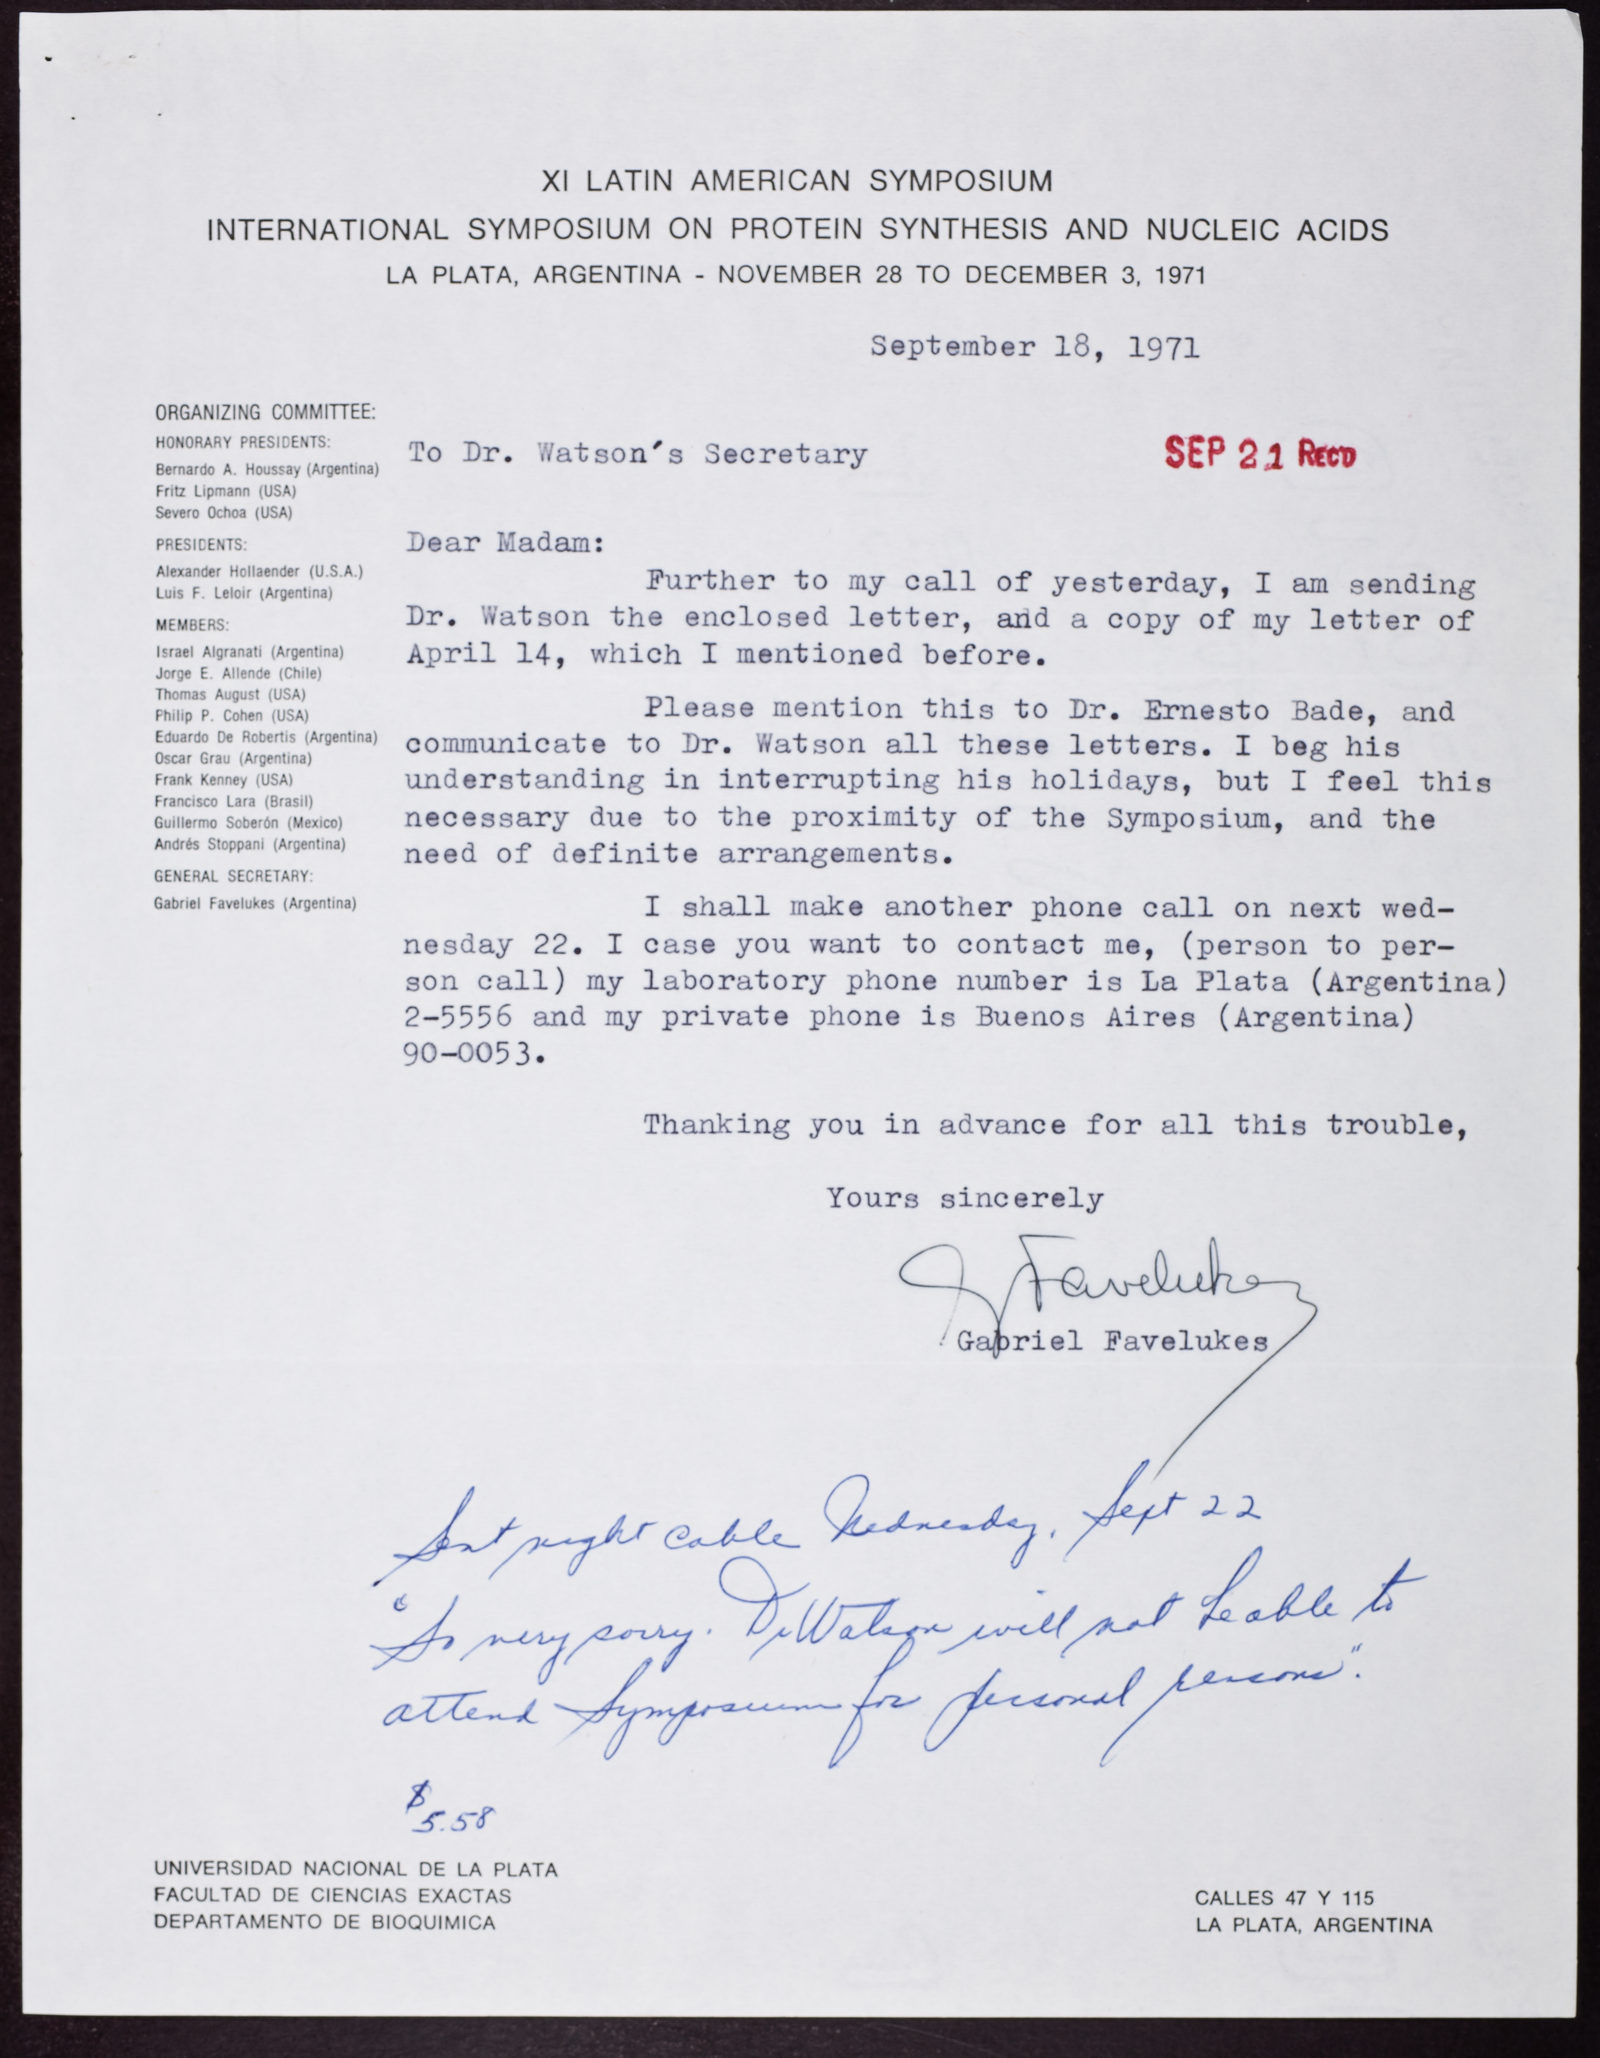 XI LATIN AMERICAN SYMPOSIUM
INTERNATIONAL SYMPOSIUM ON PROTEIN SYNTHESIS AND NUCLEIC ACIDS
LA PLATA, ARGENTINA - NOVEMBER 28 TO DECEMBER 3, 1971
September 18, 1971
ORGANIZING COMMITTEE:
HONORARY PRESIDENTS:
Bernardo A. Houssay (Argentina)
Fritz Lipmann (USA)
Severo Ochoa (USA)
PRESIDENTS:
Alexander Hollaender (U.S.A.)
Luis F. Leloir (Argentina)
MEMBERS:
Israel Algranati (Argentina)
Jorge E. Allende (Chile)
Thomas August (USA)
Philip P. Cohen (USA)
Eduardo De Robertis (Argentina)
Oscar Grau (Argentina)
Frank Kenney (USA)
Francisco Lara (Brasil)
Guillermo Soberón (Mexico)
Andrés Stoppani (Argentina)
GENERAL SECRETARY:
Gabriel Favelukes (Argentina)
To Dr. Watson's Secretary
SEP 21 REC'D
Dear Madam:
Further to my call of yesterday, I am sending
Dr. Watson the enclosed letter, and a copy of my letter of
April 14, which I mentioned before.
Please mention this to Dr. Ernesto Bade, and
communicate to Dr. Watson all these letters. I beg his
understanding in interrupting his holidays, but I feel this
necessary due to the proximity of the Symposium, and the
need of definite arrangements.
I shall make another phone call on next wed-
nesday 22. I case you want to contact me, (person to per-
son call) my laboratory phone number is La Plata (Argentina)
2-5556 and my private phone is Buenos Aires (Argentina)
90-0053.
Thanking you in advance for all this trouble,
Yours sincerely
G Favelukes
Gabriel Favelukes
Sent night cable Wednesday, Sept 22
"So very sorry. Dr Watson will not be able to
attend Symposium for personal reasons".
$
5.58
UNIVERSIDAD NACIONAL DE LA PLATA
FACULTAD DE CIENCIAS EXACTAS
DEPARTAMENTO DE BIOQUIMICA
CALLES 47 Y 115
LA PLATA, ARGENTINA